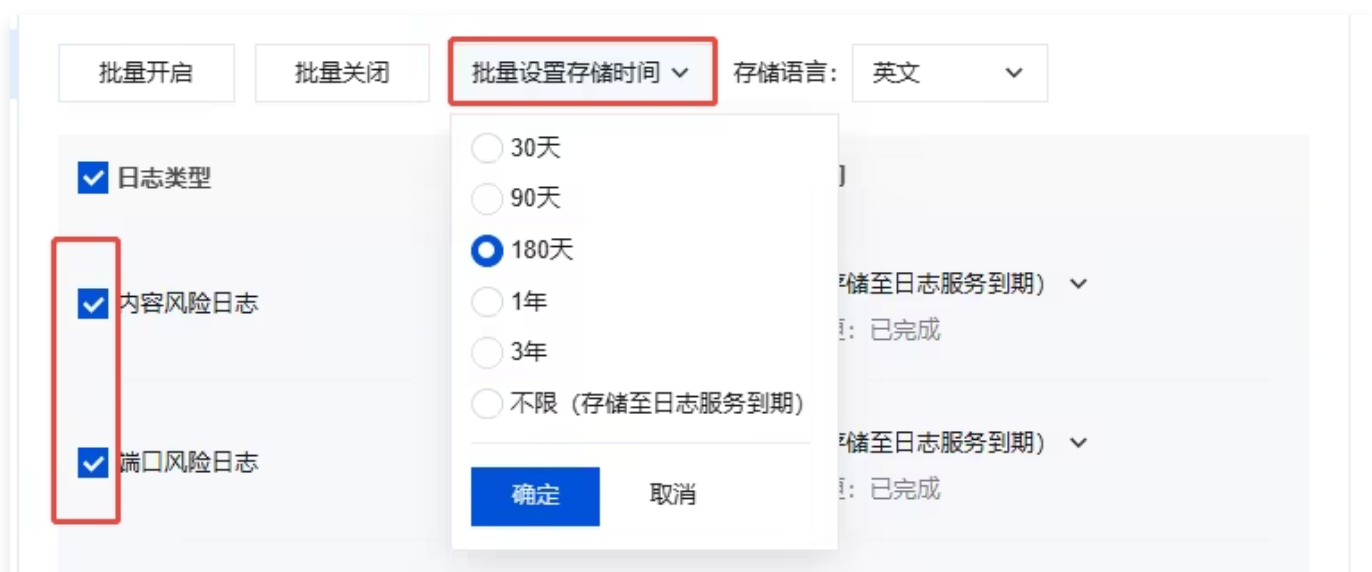 批量开启 批量关闭 批量设置存储时间 存储语言： 英文
30天
日志类型
90天
180天
储至日志服务到期）
内容风险日志
1年
：已完成
3年
不限（存储至日志服务到期）
储至日志服务到期）
端口风险日志
确定 取消
：已完成